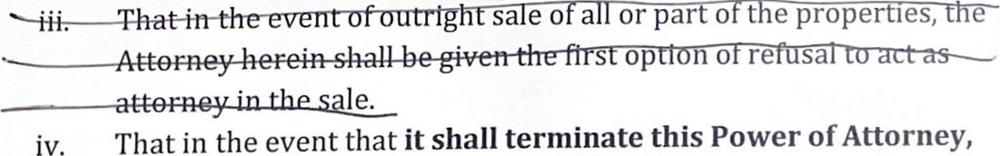 iii. That in the event of outright sale of all or part of the properties, the
Attorney herein shall be given the first option of refusal to act as
attorney in the sale.
iv. That in the event that it shall terminate this Power of Attorney,